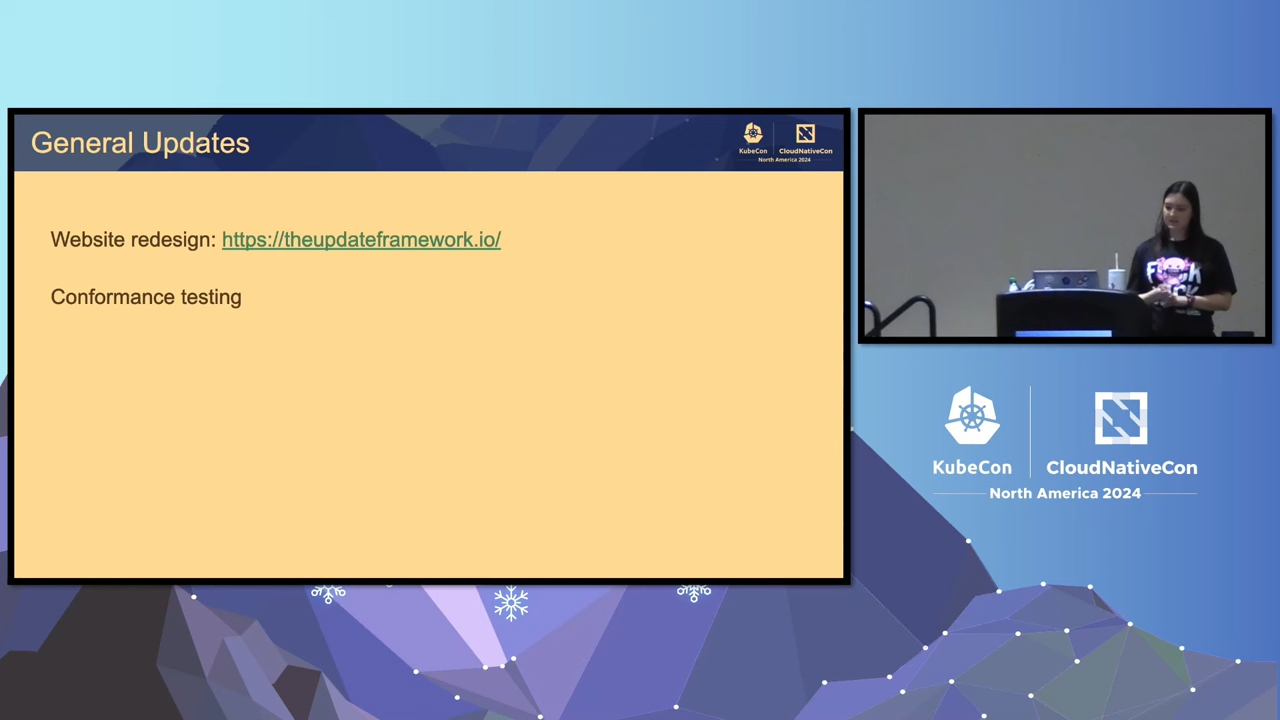 General Updates
KubeCon
CloudNativeCon
North America 2024
Website redesign: https://theupdateframework.io/
Conformance testing
KubeCon
CloudNativeCon
North America 2024